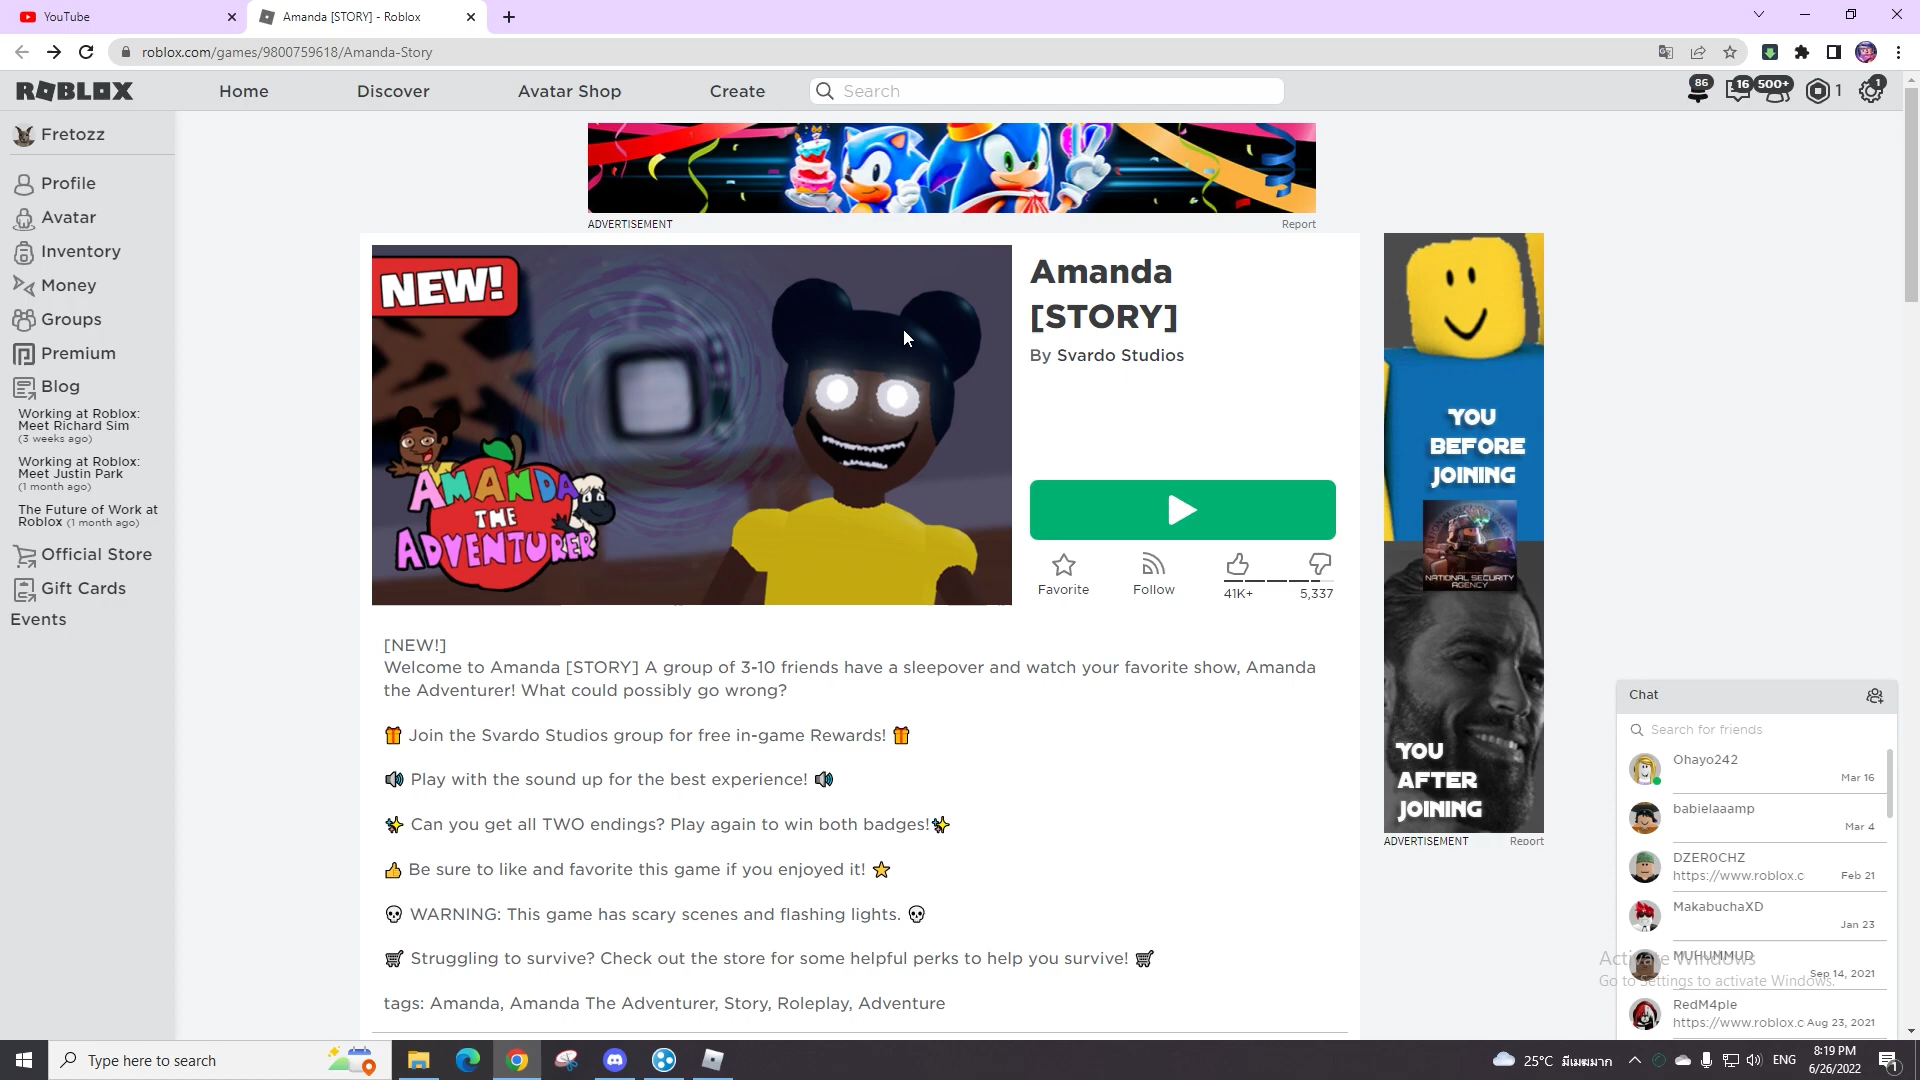 YouTube
Amanda [STORY] - Roblox
roblox.com/games/9800759618/Amanda-Story
ROBLOX
Home
Discover
Avatar Shop
Create
Search
86
16
500+
1
1
Fretozz
Profile
Avatar
Inventory
Money
Groups
Premium
Blog
Working at Roblox:
Meet Richard Sim
(3 weeks ago)
Working at Roblox:
Meet Justin Park
(1 month ago)
The Future of Work at
Roblox (1 month ago)
Official Store
Gift Cards
Events
ADVERTISEMENT
Report
NEW!
AMANDA
THE
ADVENTURER
Amanda
[STORY]
By Svardo Studios
Favorite
Follow
41K+
5,337
[NEW!]
Welcome to Amanda [STORY] A group of 3-10 friends have a sleepover and watch your favorite show, Amanda
the Adventurer! What could possibly go wrong?
🎁 Join the Svardo Studios group for free in-game Rewards! 🎁
🔊 Play with the sound up for the best experience! 🔊
✨ Can you get all TWO endings? Play again to win both badges!✨
👍 Be sure to like and favorite this game if you enjoyed it! ⭐
💀 WARNING: This game has scary scenes and flashing lights. 💀
🛒 Struggling to survive? Check out the store for some helpful perks to help you survive! 🛒
tags: Amanda, Amanda The Adventurer, Story, Roleplay, Adventure
YOU
BEFORE
JOINING
NATIONAL SECURITY
AGENCY
YOU
AFTER
JOINING
ADVERTISEMENT
Report
Chat
Search for friends
Ohayo242
Mar 16
babielaaamp
Mar 4
DZER0CHZ
https://www.roblox.c
Feb 21
MakabuchaXD
Jan 23
MUHUMMUD
Sep 14, 2021
RedM4ple
https://www.roblox.c
Aug 23, 2021
Activate Windows
Go to Settings to activate Windows.
Type here to search
25°C มีเมฆมาก
ENG
8:19 PM
6/26/2022
1